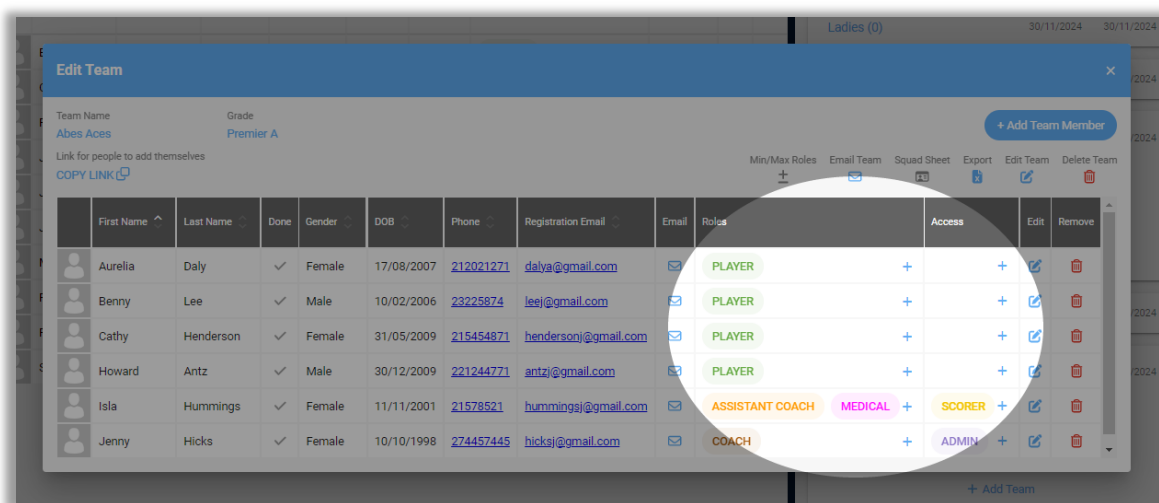 Ladies (0) 30/11/2024 30/11/2024
Edit Team ×
Team Name Grade
Abes Aces Premier A + Add Team Member
Link for people to add themselves
COPY LINK
Min/Max Roles Email Team Squad Sheet Export Edit Team Delete Team
First Name Last Name Done Gender DOB Phone Registration Email Email Roles Access Edit Remove
Aurelia Daly Female 17/08/2007 212021271 dalya@gmail.com PLAYER + +
Benny Lee Male 10/02/2006 23225874 leej@gmail.com PLAYER + +
Cathy Henderson Female 31/05/2009 215454871 hendersonj@gmail.com PLAYER + +
Howard Antz Male 30/12/2009 221244771 antzj@gmail.com PLAYER + +
Isla Hummings Female 11/11/2001 21578521 hummingsj@gmail.com ASSISTANT COACH MEDICAL + SCORER +
Jenny Hicks Female 10/10/1998 274457445 hicksj@gmail.com COACH + ADMIN +
+ Add Team